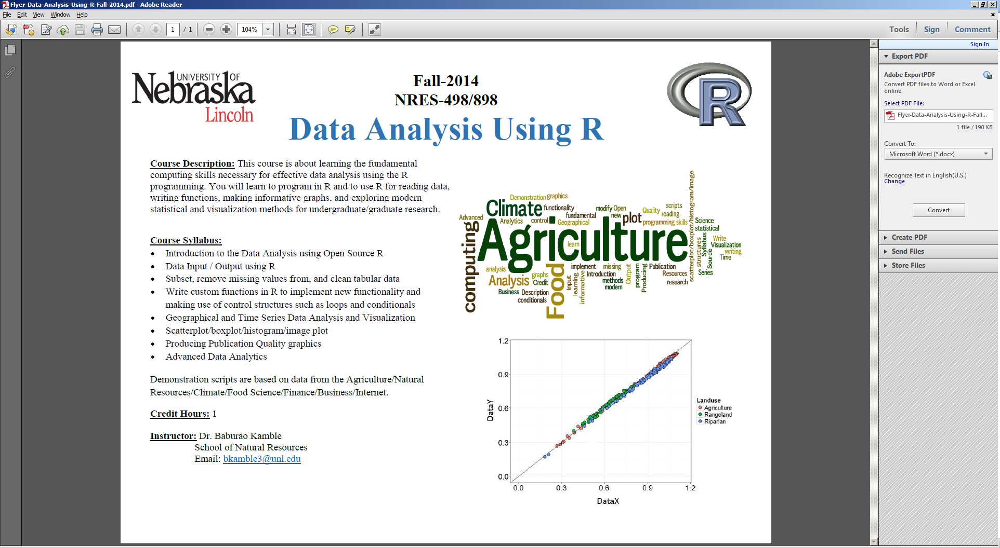 Flyer-Data-Analysis-Using-R-Fall-2014.pdf - Adobe Reader
File Edit View Window Help
1 / 1 104% Tools Sign Comment
Sign In
UNIVERSITY OF
Nebraska
Lincoln
Fall-2014
NRES-498/898
Data Analysis Using R
R
Course Description: This course is about learning the fundamental
computing skills necessary for effective data analysis using the R
programming. You will learn to program in R and to use R for reading data,
writing functions, making informative graphs, and exploring modern
statistical and visualization methods for undergraduate/graduate research.
Course Syllabus:
• Introduction to the Data Analysis using Open Source R
• Data Input / Output using R
• Subset, remove missing values from, and clean tabular data
• Write custom functions in R to implement new functionality and
making use of control structures such as loops and conditionals
• Geographical and Time Series Data Analysis and Visualization
• Scatterplot/boxplot/histogram/image plot
• Producing Publication Quality graphics
• Advanced Data Analytics
Demonstration scripts are based on data from the Agriculture/Natural
Resources/Climate/Food Science/Finance/Business/Internet.
Credit Hours: 1
Instructor: Dr. Baburao Kamble
School of Natural Resources
Email: bkamble3@unl.edu
Demonstration graphics
Climate functionality modify Open scripts
Advanced fundamental new plot Quality reading
Analytics control Geographical programming skills Science
statistical
computing Agriculture learn
scatterplot/boxplot/histogram/image
structures Syllabus Source
Write
Visualization
writing
Time
Series
analysis graphs Food implement missing Output program Producing Publication
Analysis Credit Input learning informative Introduction Resources
methods research
Business Description modern
conditionals
1.2
0.9
0.6
0.3
0.0
DataY
0.0 0.3 0.6 0.9 1.2
DataX
Landuse
Agriculture
Rangeland
Riparian
Export PDF
Adobe ExportPDF
Convert PDF files to Word or Excel
online.
Select PDF File:
Flyer-Data-Analysis-Using-R-Fall...
1 file / 190 KB
Convert To:
Microsoft Word (*.docx)
Recognize Text in English(U.S.)
Change
Convert
Create PDF
Send Files
Store Files